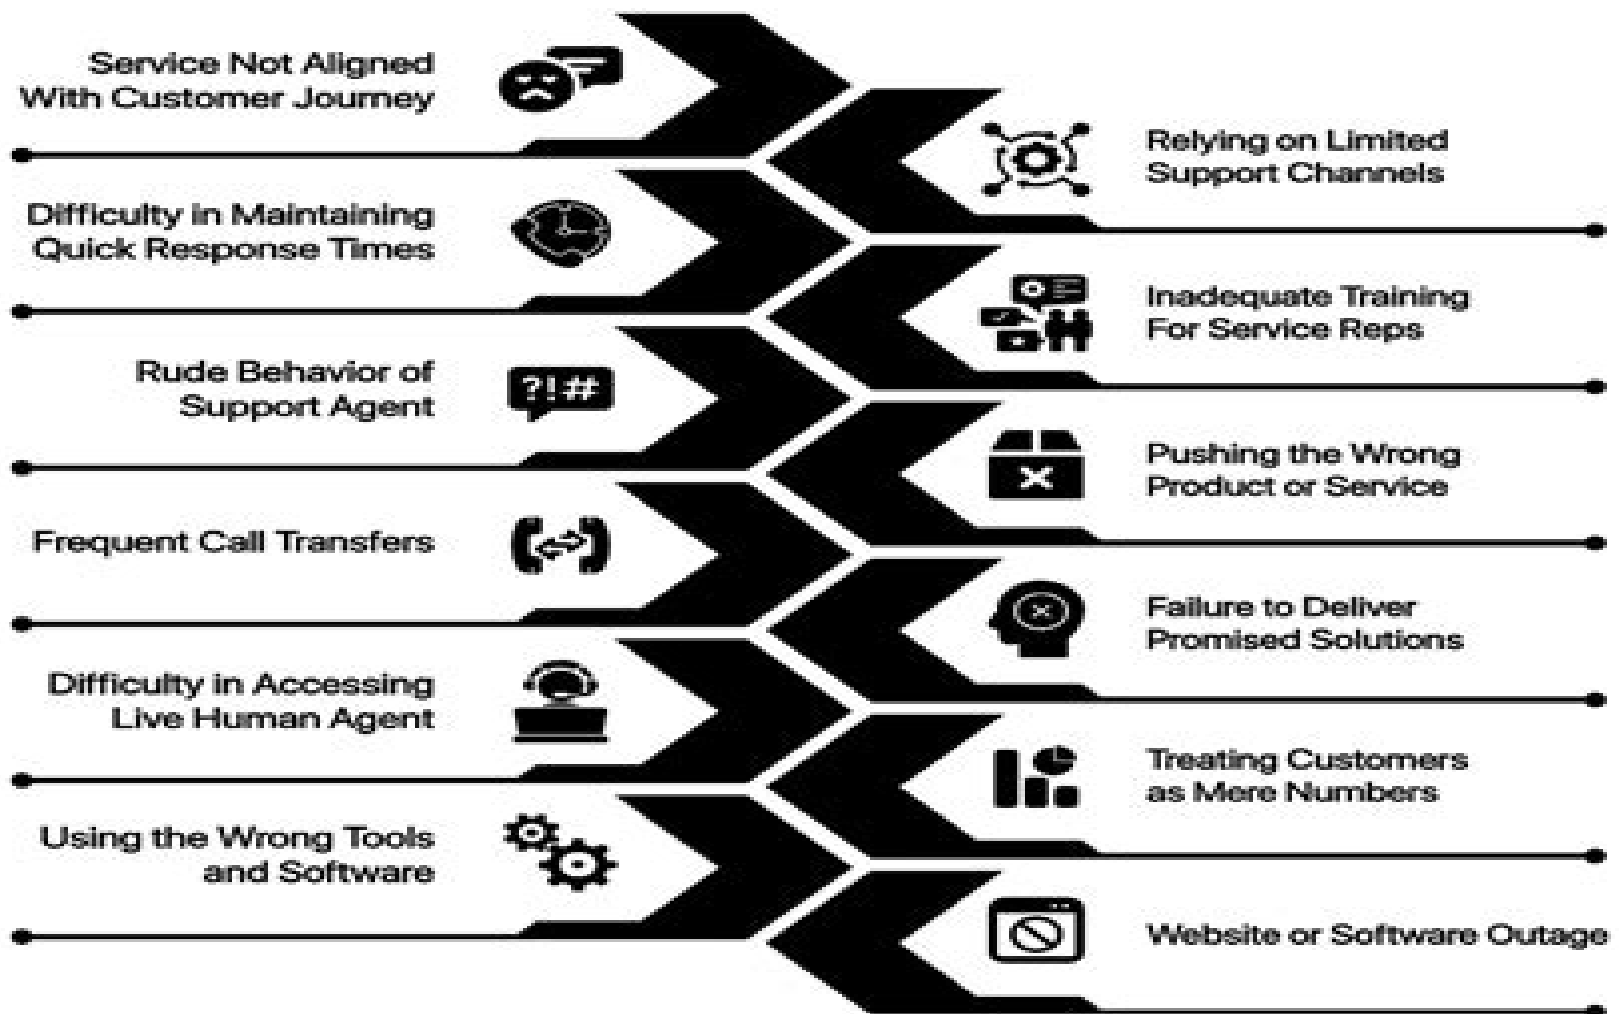 Service Not Aligned
With Customer Journey
Relying on Limited
Support Channels
Difficulty in Maintaining
Quick Response Times
Inadequate Training
For Service Reps
Rude Behavior of
Support Agent
?!#
Pushing the Wrong
Product or Service
Frequent Call Transfers
Failure to Deliver
Promised Solutions
Difficulty in Accessing
Live Human Agent
Treating Customers
as Mere Numbers
Using the Wrong Tools
and Software
Website or Software Outage